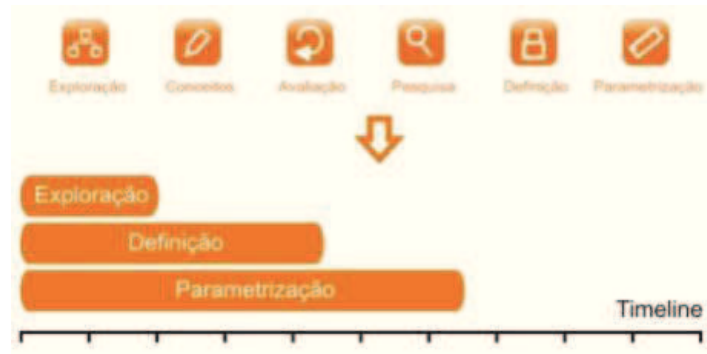 Exploração Conceitos Avaliação Pesquisa Definição Parametrização
Exploração
Definição
Parametrização
Timeline